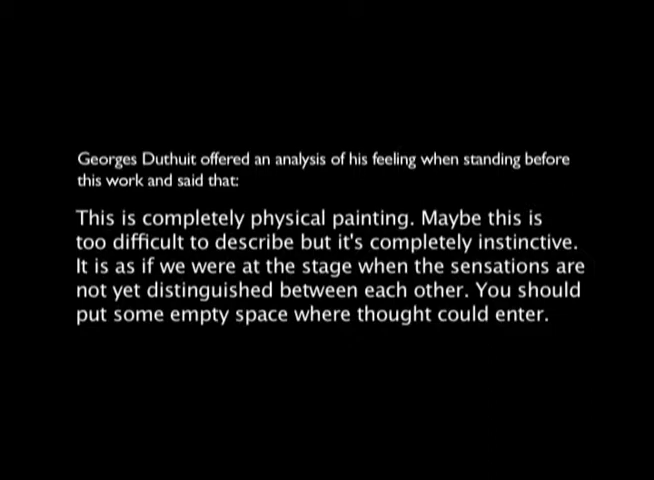 Georges Duthuit offered an analysis of his feeling when standing before
this work and said that:
This is completely physical painting. Maybe this is
too difficult to describe but it's completely instinctive.
It is as if we were at the stage when the sensations are
not yet distinguished between each other. You should
put some empty space where thought could enter.